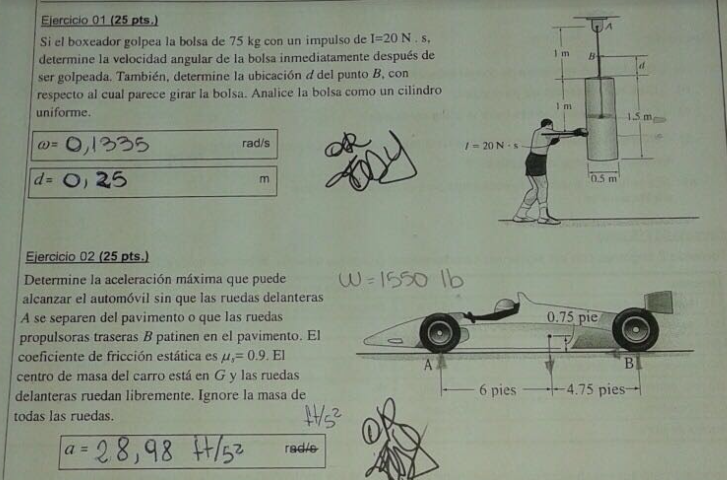 Ejercicio 01 (25 pts.)
Si el boxeador golpea la bolsa de 75 kg con un impulso de I=20 N . s,
determine la velocidad angular de la bolsa inmediatamente después de
ser golpeada. También, determine la ubicación d del punto B, con
respecto al cual parece girar la bolsa. Analice la bolsa como un cilindro
uniforme.
ω= 0,1335 rad/s
d= 0,25 m
A
1 m
B
d
1 m
1.5 m
I = 20 N · s
0.5 m
Ejercicio 02 (25 pts.)
Determine la aceleración máxima que puede
alcanzar el automóvil sin que las ruedas delanteras
A se separen del pavimento o que las ruedas
propulsoras traseras B patinen en el pavimento. El
coeficiente de fricción estática es μs= 0.9. El
centro de masa del carro está en G y las ruedas
delanteras ruedan libremente. Ignore la masa de
todas las ruedas.
W=1550 lb
0.75 pie
A
B
6 pies
4.75 pies
ft/s²
a = 28,98 ft/s² rad/s